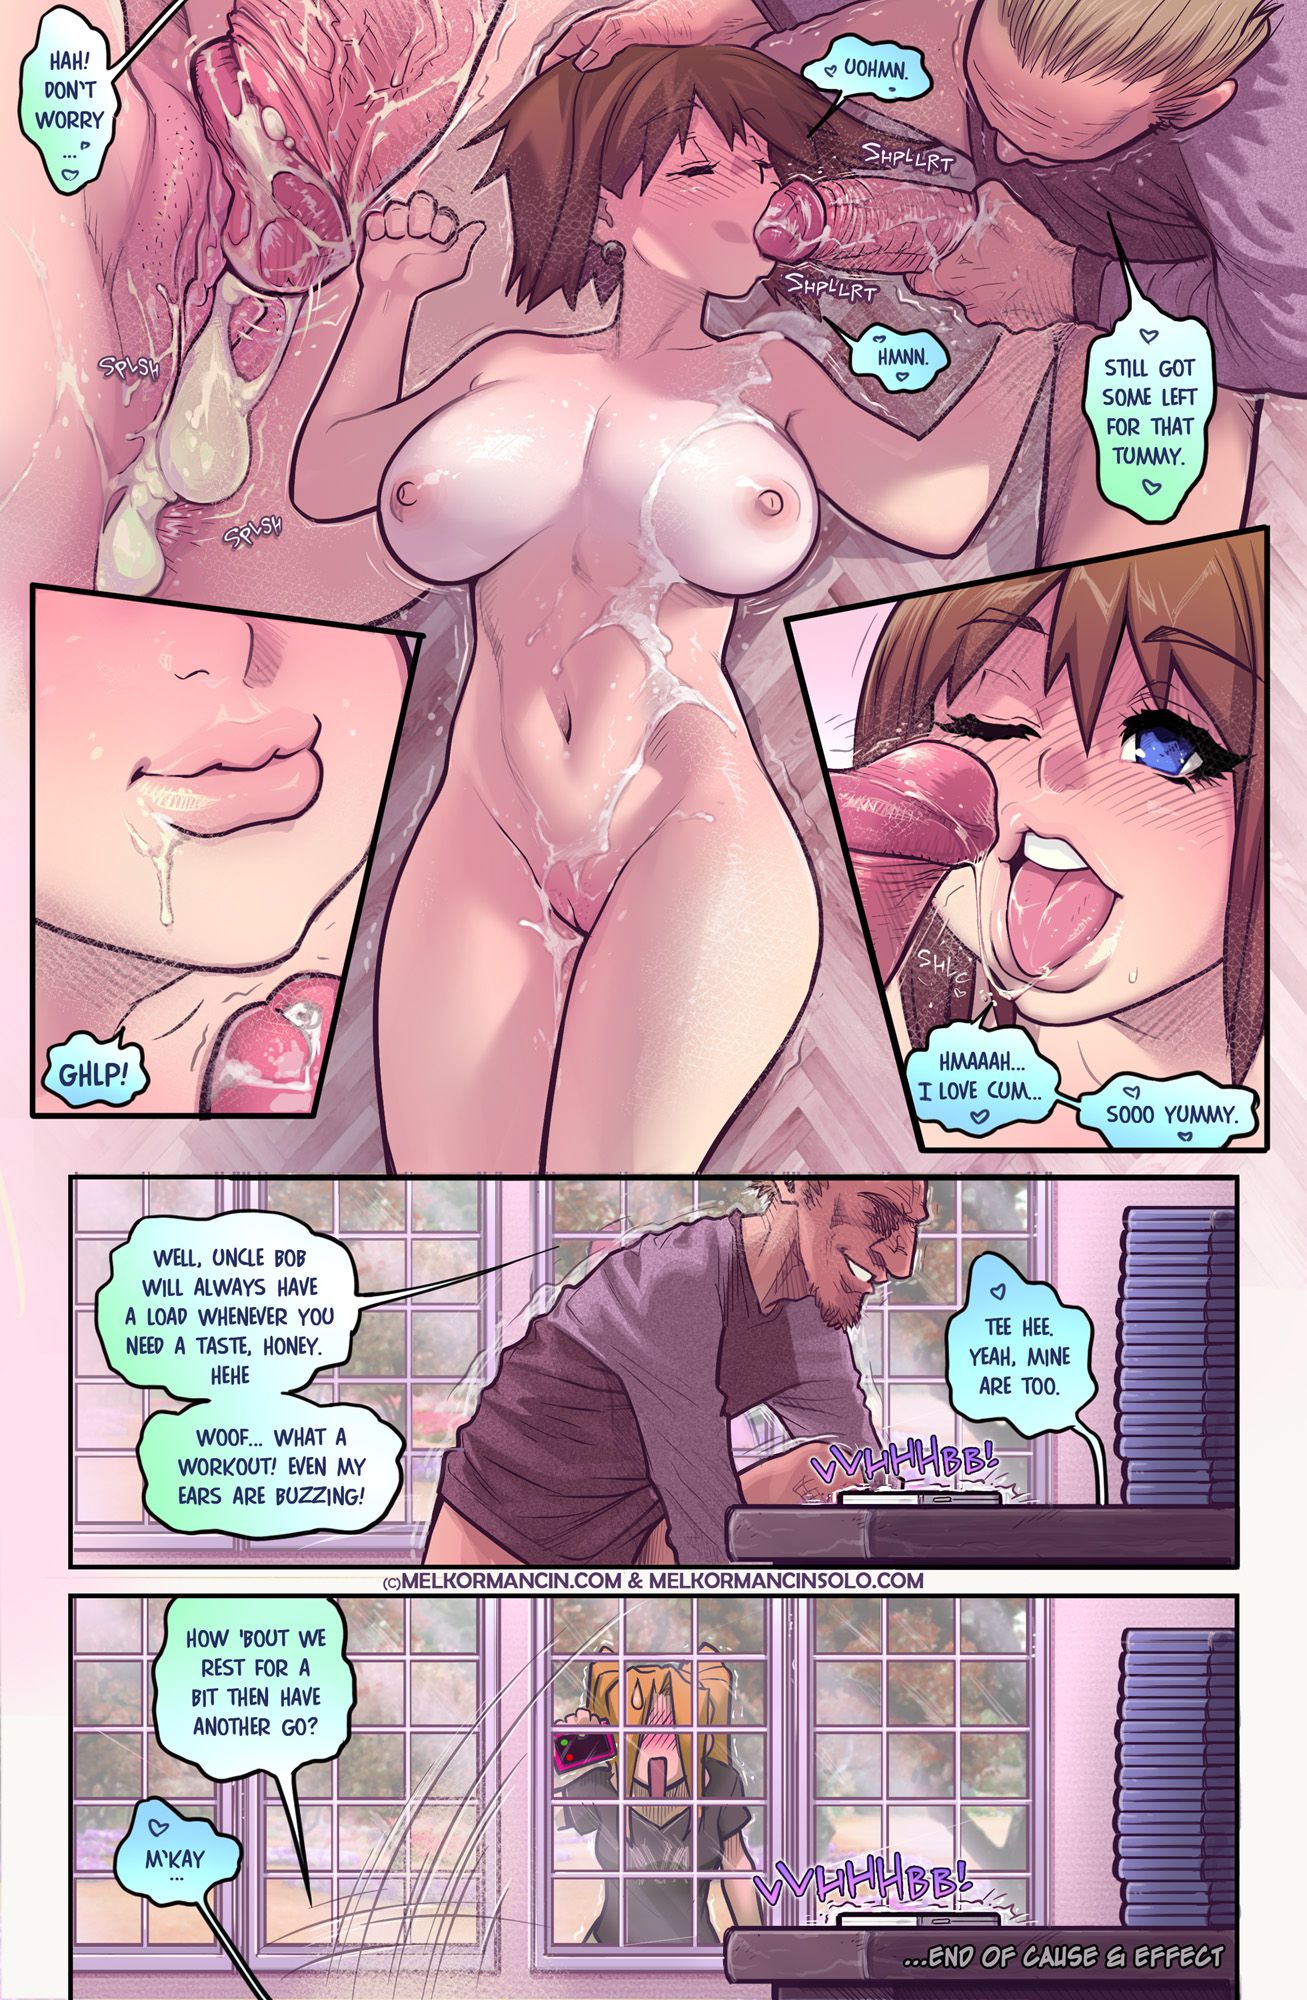 HAH!
DON'T
WORRY
...
UOHMN.
SHPLLRT
SHPLLRT
HMNN.
STILL GOT
SOME LEFT
FOR THAT
TUMMY.
SPLSH
SPLSH
GHLP!
HMAAAH...
I LOVE CUM...
SOOO YUMMY.
WELL, UNCLE BOB
WILL ALWAYS HAVE
A LOAD WHENEVER YOU
NEED A TASTE, HONEY.
HEHE
WOOF... WHAT A
WORKOUT! EVEN MY
EARS ARE BUZZING!
TEE HEE.
YEAH, MINE
ARE TOO.
VVHHHBB!
(C)MELKORMANCIN.COM & MELKORMANCINSOLO.COM
HOW 'BOUT WE
REST FOR A
BIT THEN HAVE
ANOTHER GO?
M'KAY
...
VVHHHBB!
...END OF CAUSE & EFFECT